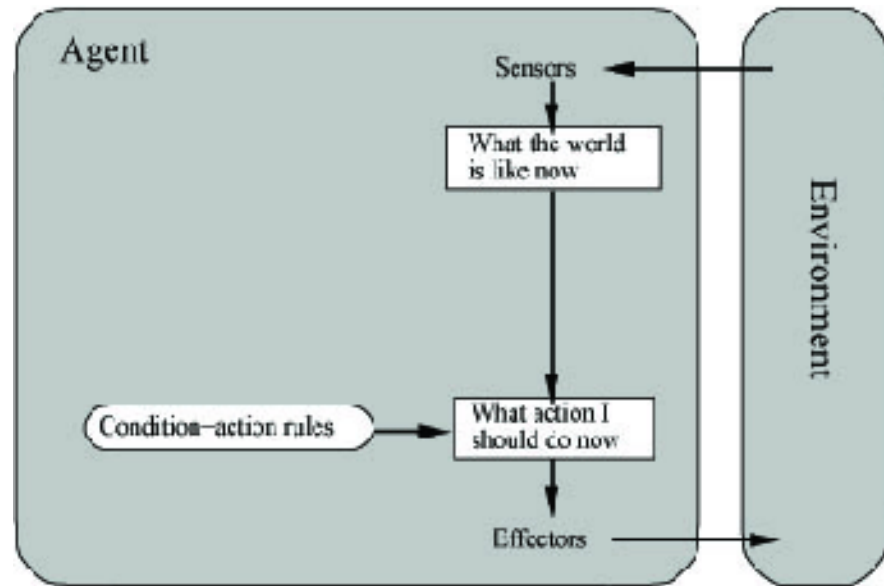 Agent
Sensors
What the world
is like now
Environment
Condition–action rules
What action I
should do now
Effectors